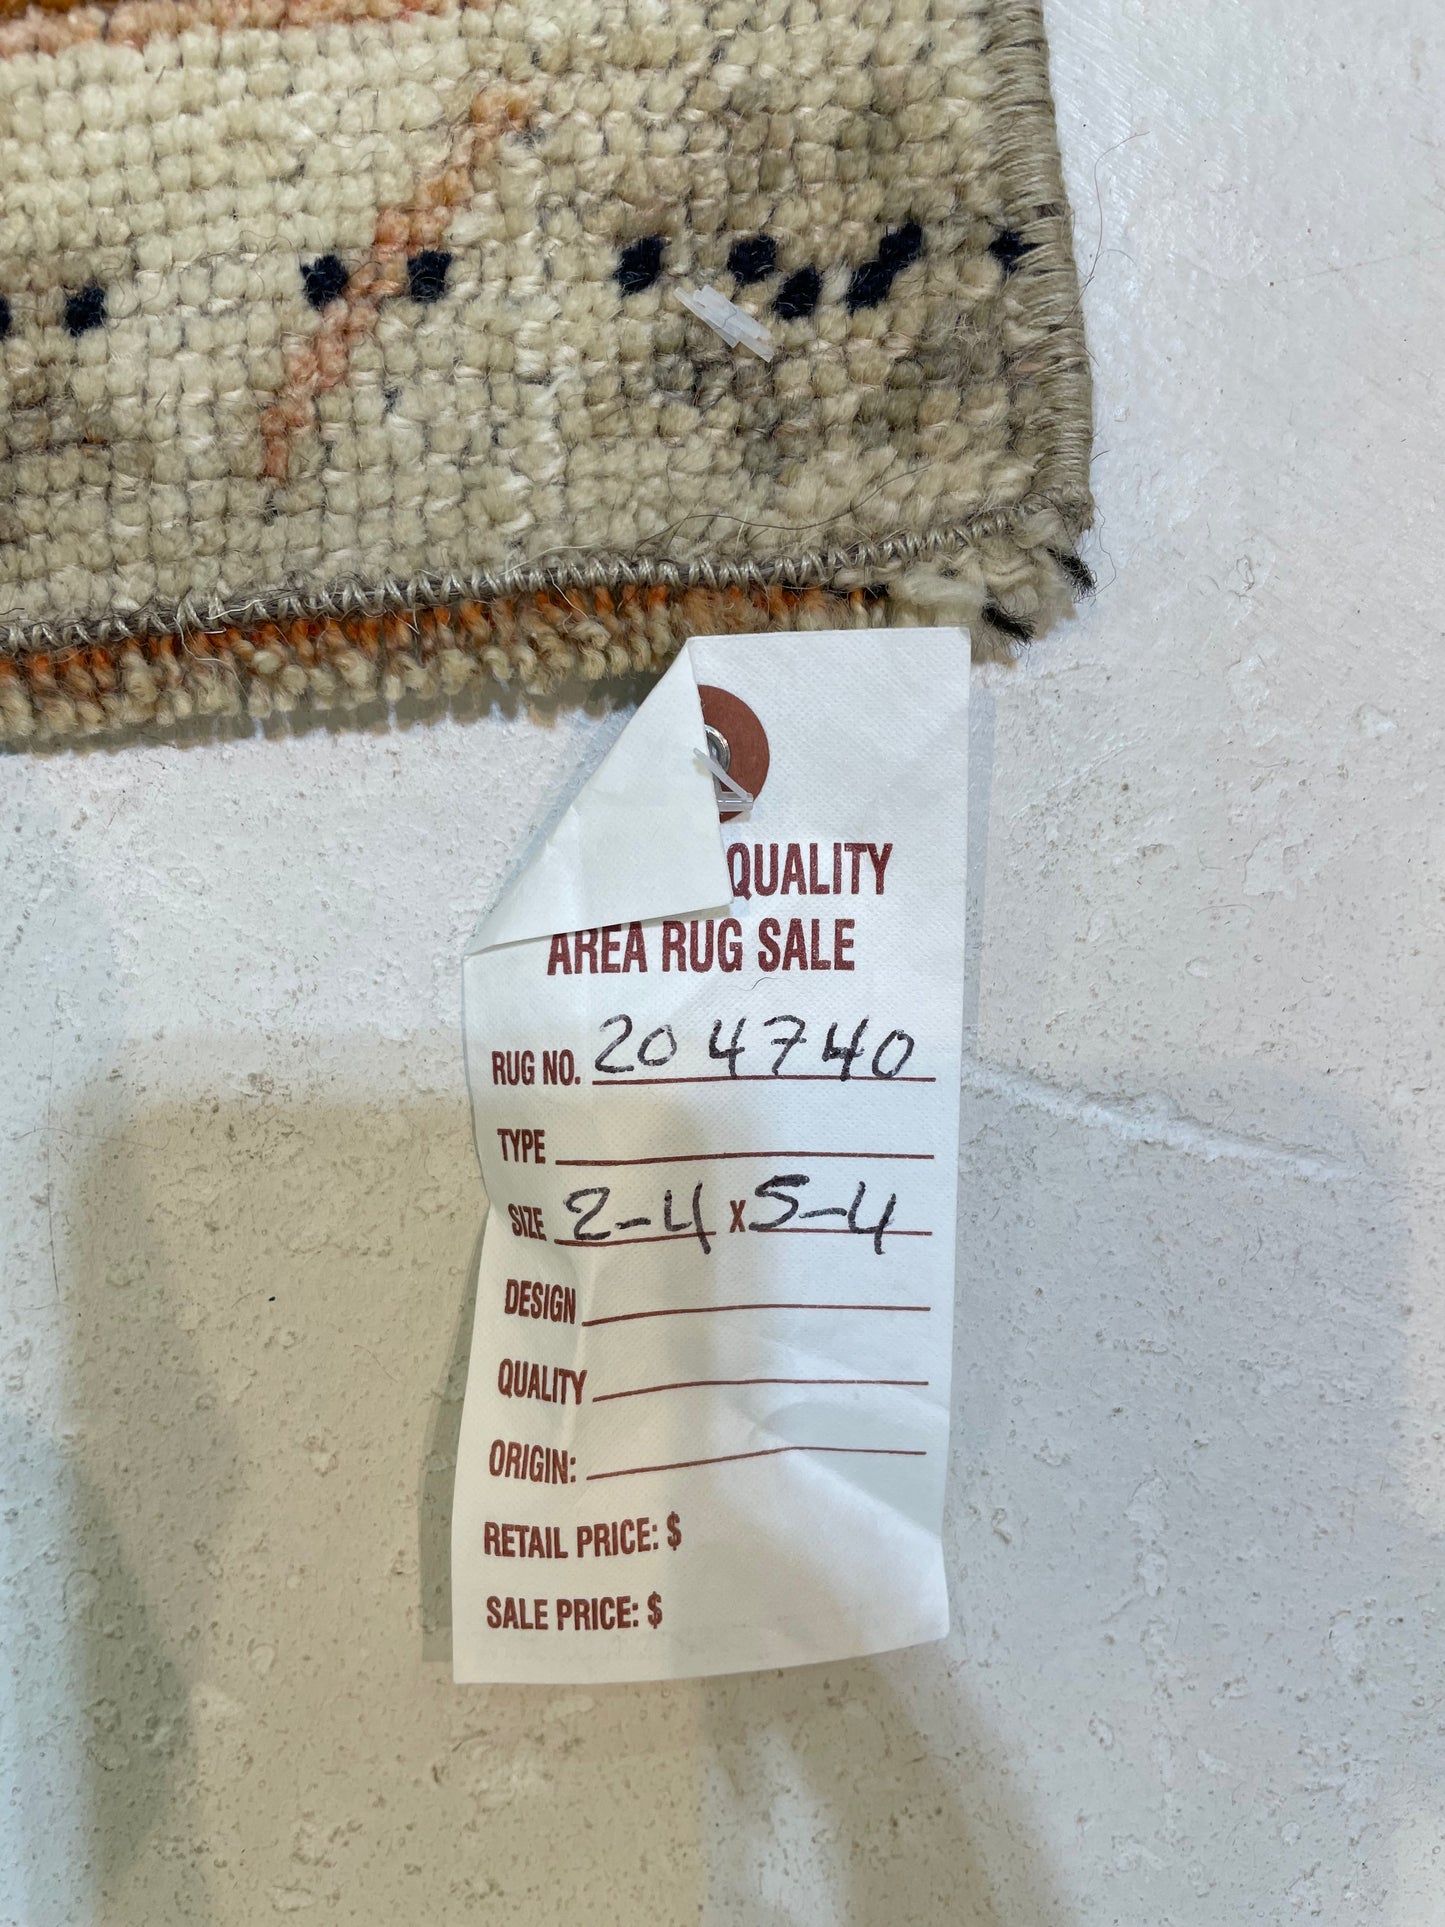 QUALITY
AREA RUG SALE
RUG NO. 204740
TYPE
SIZE 2-4 x 5-4
DESIGN
QUALITY
ORIGIN:
RETAIL PRICE: $
SALE PRICE: $